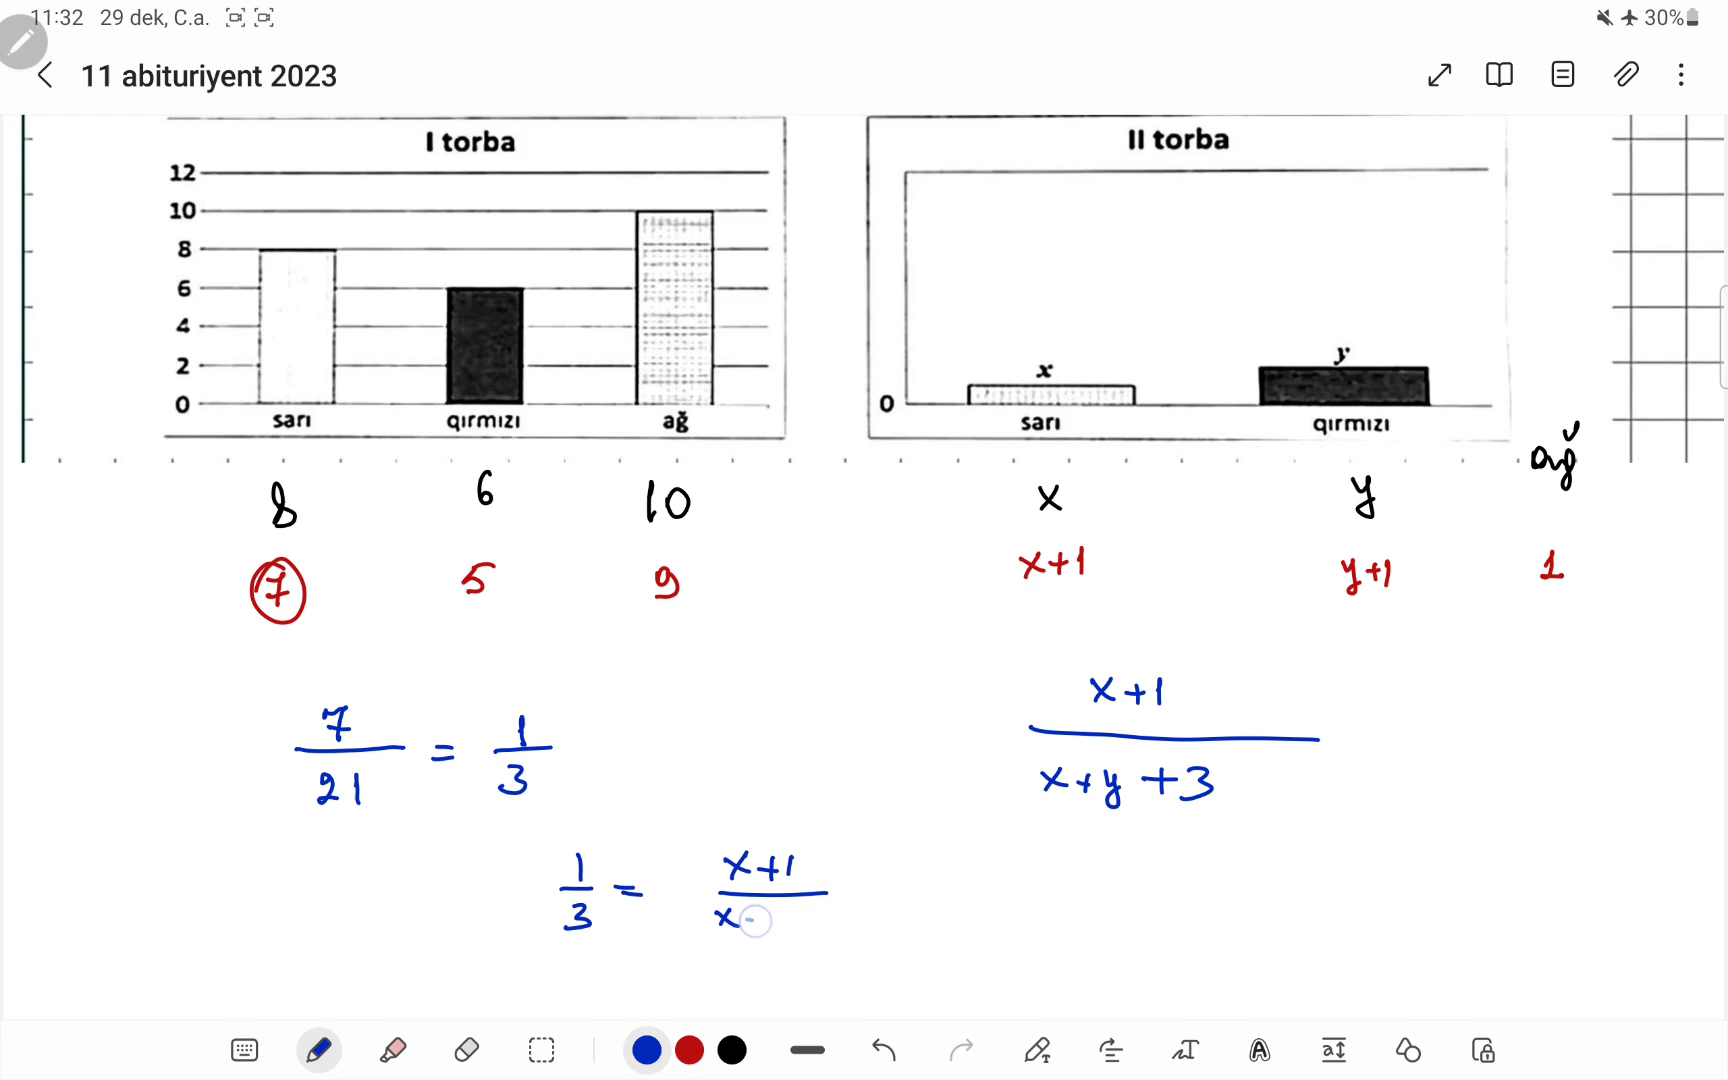 11:32 29 dek, C.a. 30%
11 abituriyent 2023
I torba
12
10
8
6
4
2
0
sarı qırmızı ağ
II torba
x
y
0
sarı qırmızı
ağ
8 6 10 x y
7 5 9 x+1 y+1 1
7/21 = 1/3
x+1
x+y+3
1/3 =
x+1
x-